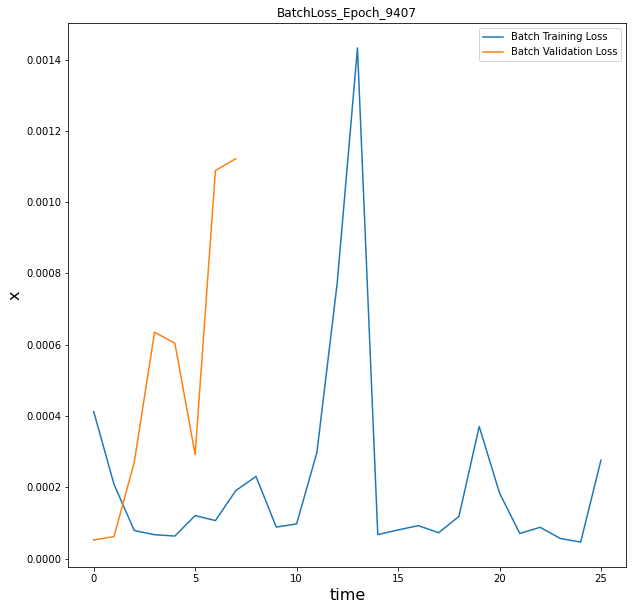 BatchLoss_Epoch_9407
Batch Training Loss
Batch Validation Loss
0.0014
0.0012
0.0010
0.0008
0.0006
0.0004
0.0002
0.0000
x
0 5 10 15 20 25
time